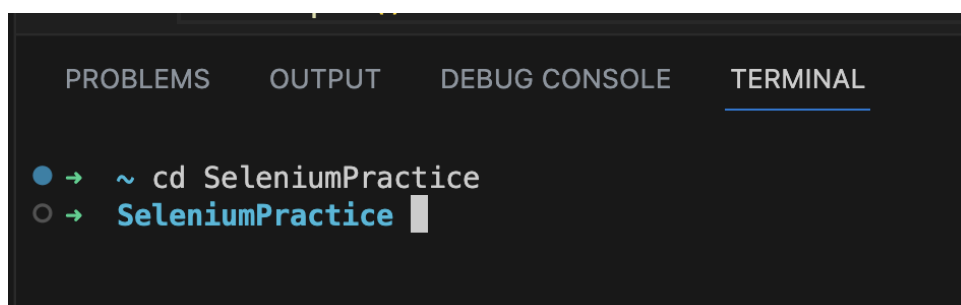 PROBLEMS OUTPUT DEBUG CONSOLE TERMINAL
→ ~ cd SeleniumPractice
→ SeleniumPractice